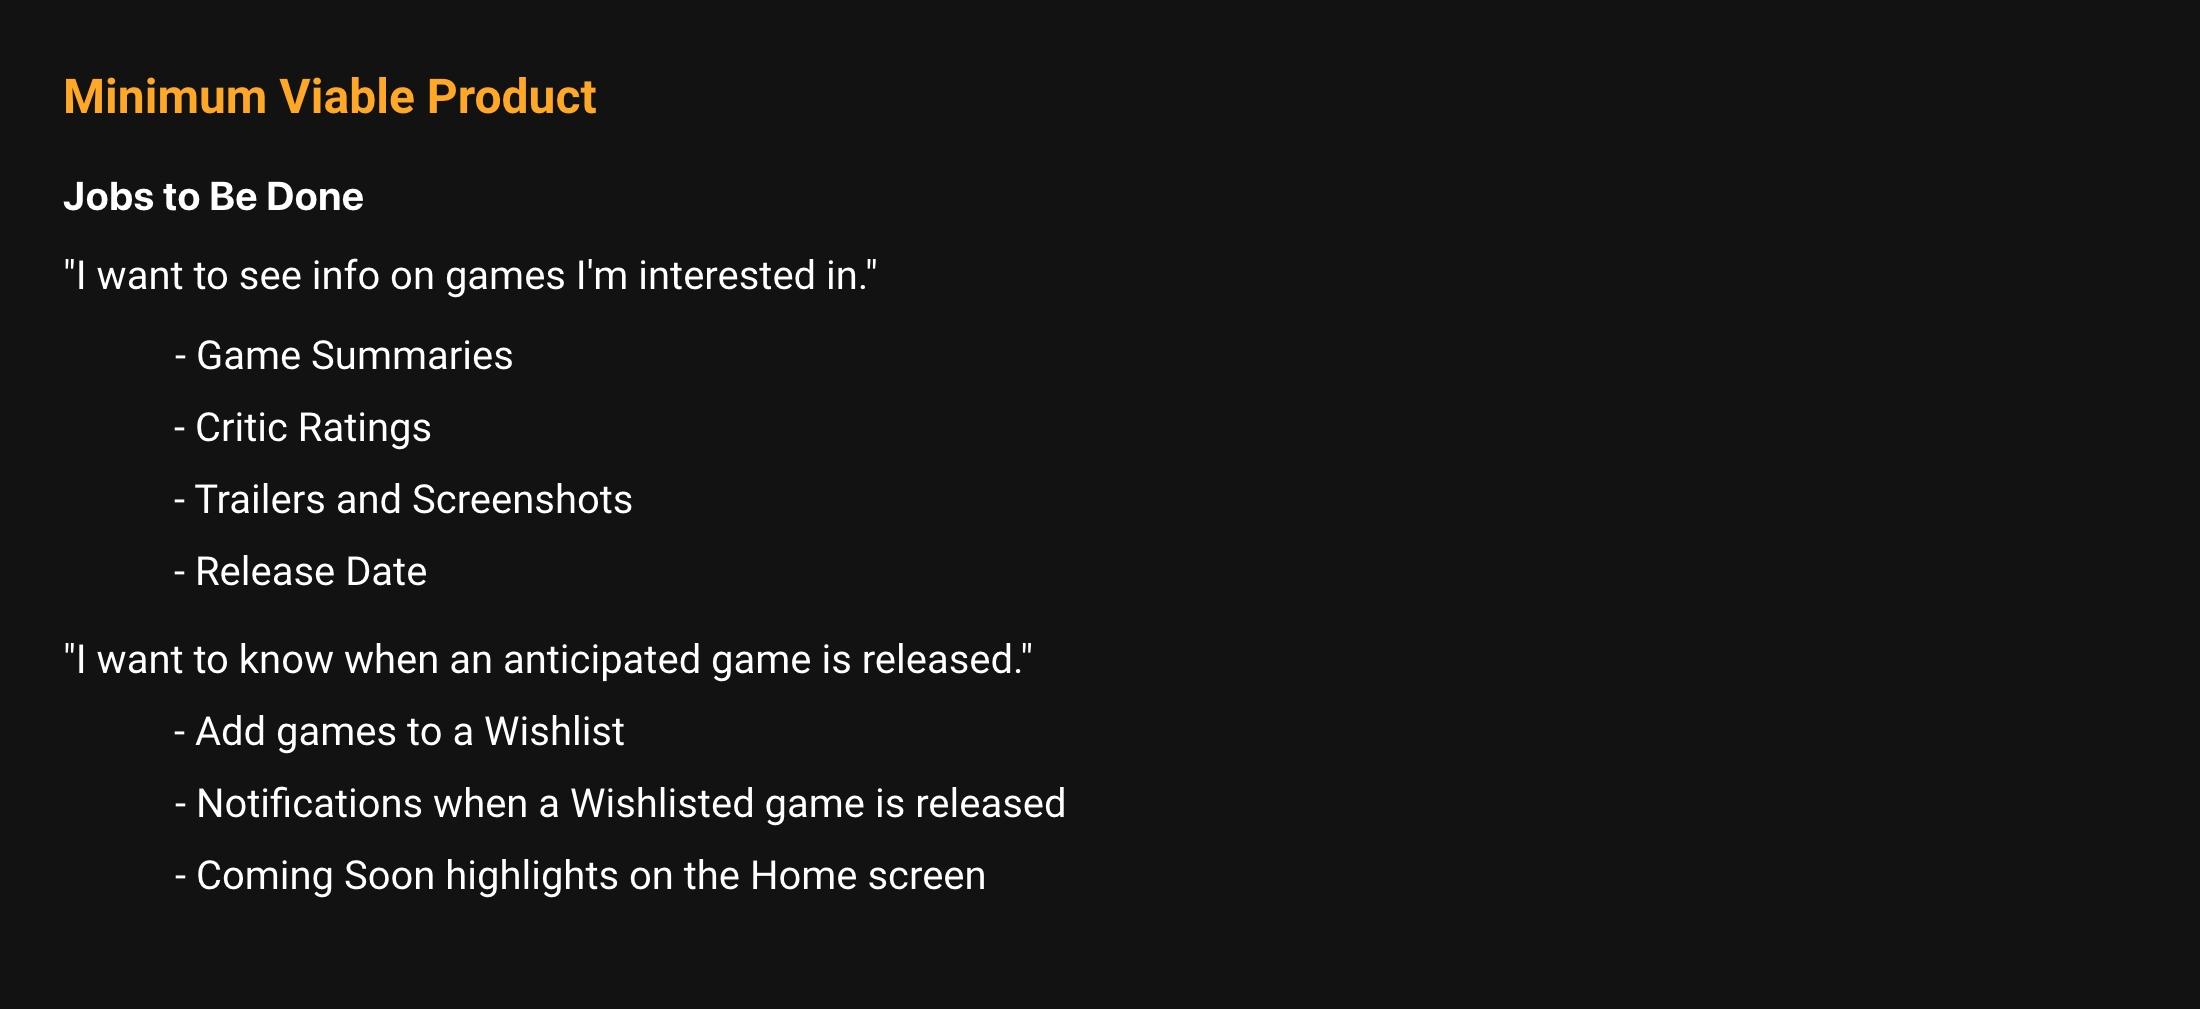 Minimum Viable Product
Jobs to Be Done
"I want to see info on games I'm interested in."
- Game Summaries
- Critic Ratings
- Trailers and Screenshots
- Release Date
"I want to know when an anticipated game is released."
- Add games to a Wishlist
- Notifications when a Wishlisted game is released
- Coming Soon highlights on the Home screen